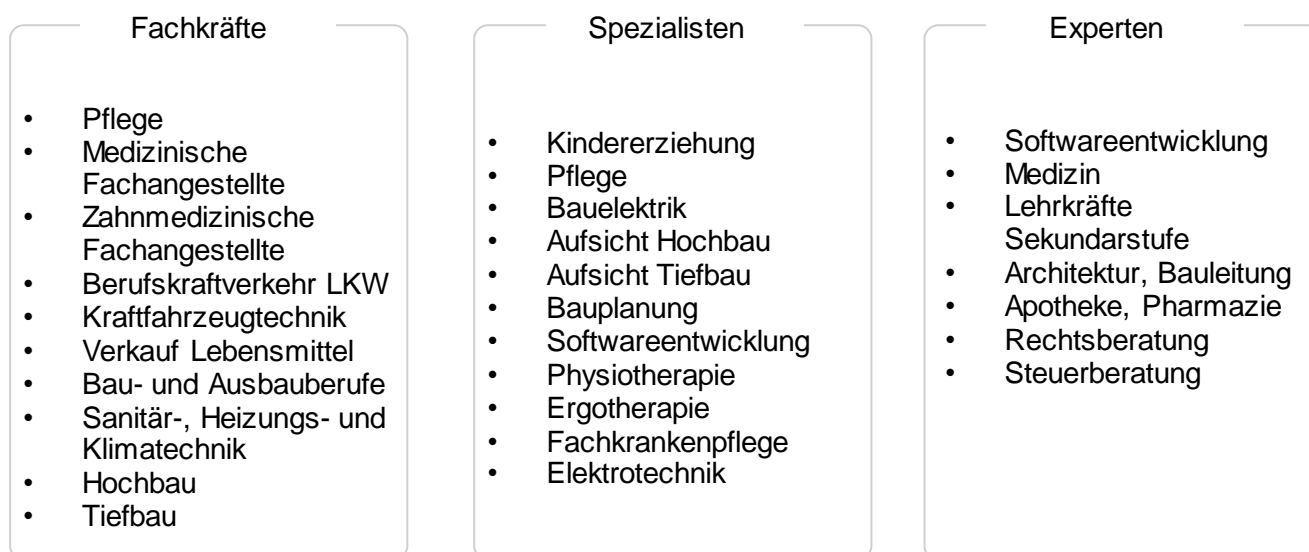 Fachkräfte
• Pflege
• Medizinische
Fachangestellte
• Zahnmedizinische
Fachangestellte
• Berufskraftverkehr LKW
• Kraftfahrzeugtechnik
• Verkauf Lebensmittel
• Bau- und Ausbauberufe
• Sanitär-, Heizungs- und
Klimatechnik
• Hochbau
• Tiefbau
Spezialisten
• Kindererziehung
• Pflege
• Bauelektrik
• Aufsicht Hochbau
• Aufsicht Tiefbau
• Bauplanung
• Softwareentwicklung
• Physiotherapie
• Ergotherapie
• Fachkrankenpflege
• Elektrotechnik
Experten
• Softwareentwicklung
• Medizin
• Lehrkräfte
Sekundarstufe
• Architektur, Bauleitung
• Apotheke, Pharmazie
• Rechtsberatung
• Steuerberatung